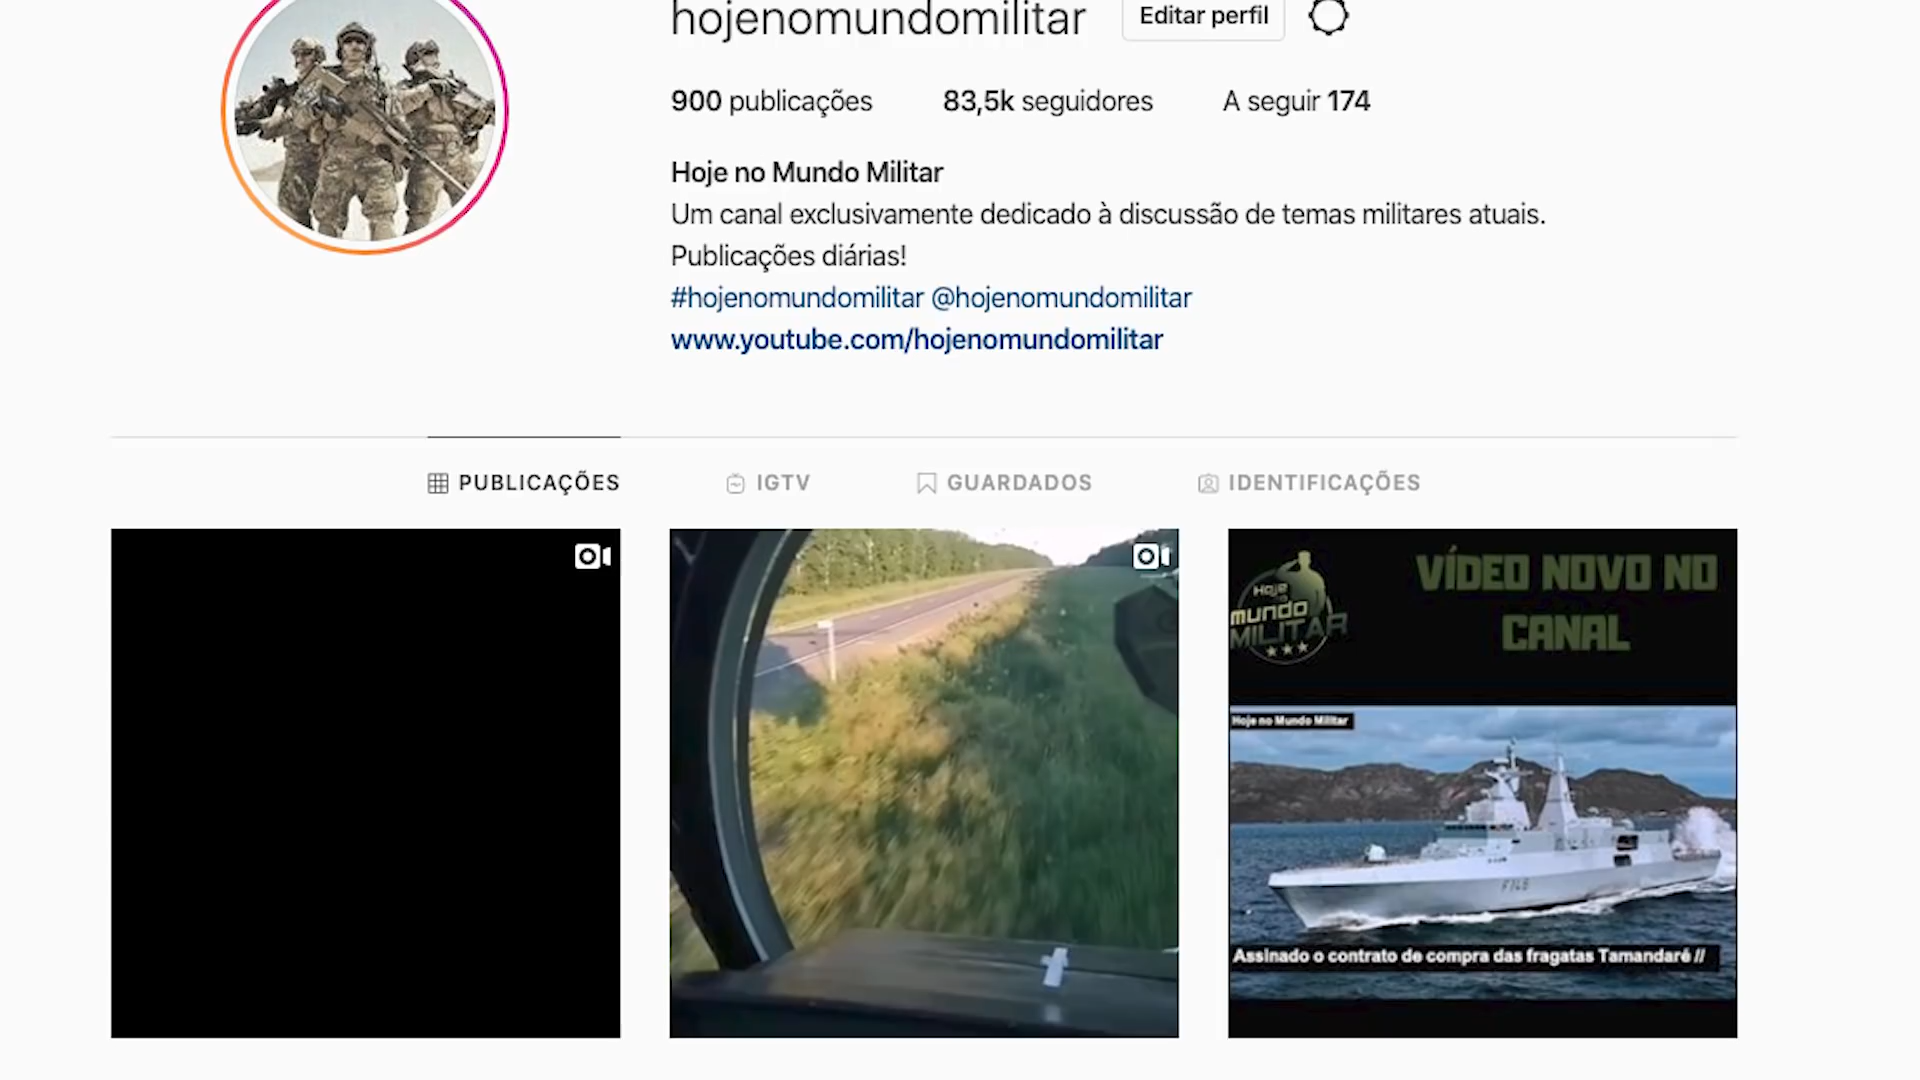 hojenomundomilitar Editar perfil
900 publicações 83,5k seguidores A seguir 174
Hoje no Mundo Militar
Um canal exclusivamente dedicado à discussão de temas militares atuais.
Publicações diárias!
#hojenomundomilitar @hojenomundomilitar
www.youtube.com/hojenomundomilitar
PUBLICAÇÕES IGTV GUARDADOS IDENTIFICAÇÕES
Hoje
mundo
MILITAR
VÍDEO NOVO NO
CANAL
Hoje no Mundo Militar
Assinado o contrato de compra das fragatas Tamandaré //